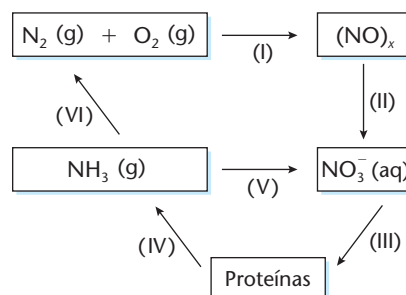 N₂ (g) + O₂ (g)
(I)
(NO)ₓ
(VI)
(II)
NH₃ (g)
(V)
NO₃⁻ (aq)
(IV)
(III)
Proteínas